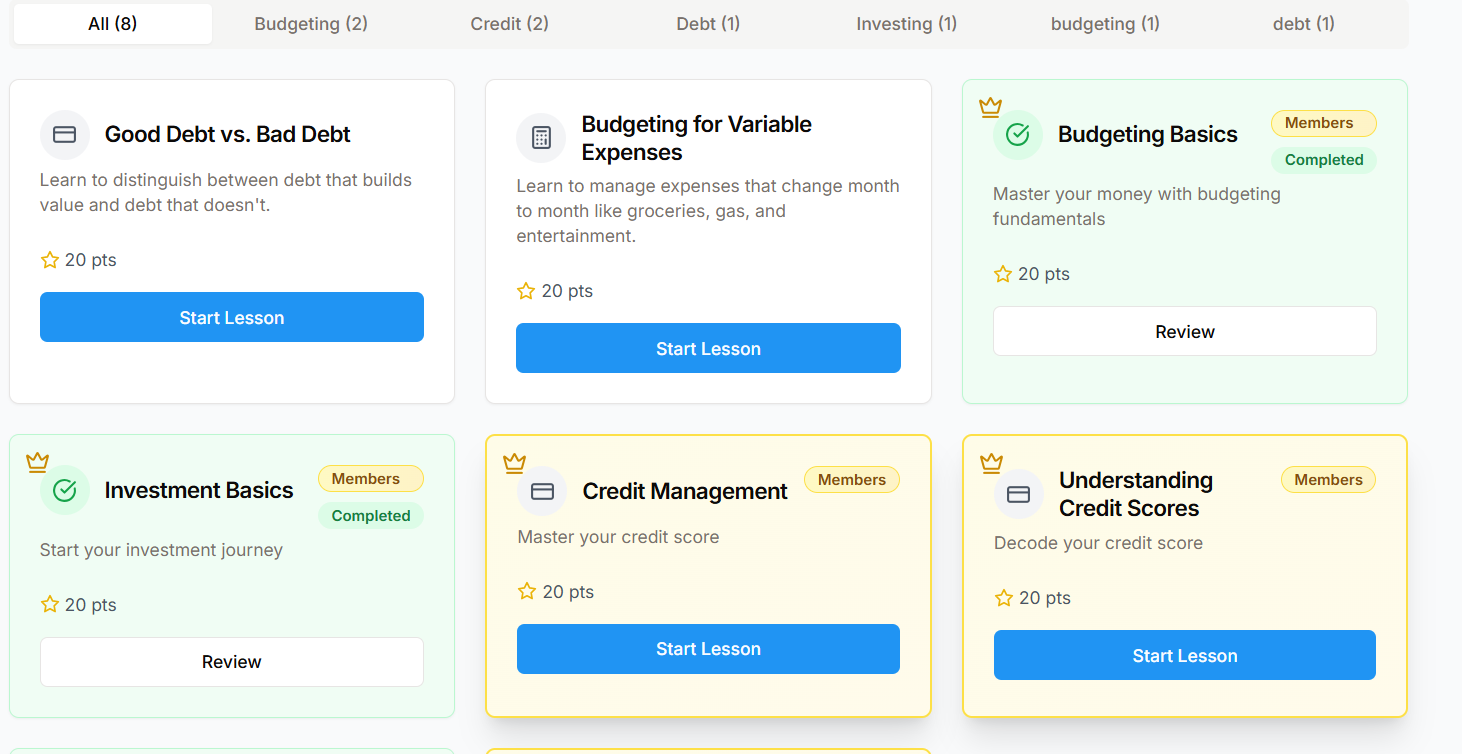 All (8)
Budgeting (2)
Credit (2)
Debt (1)
Investing (1)
budgeting (1)
debt (1)
Good Debt vs. Bad Debt
Learn to distinguish between debt that builds
value and debt that doesn't.
20 pts
Start Lesson
Budgeting for Variable
Expenses
Learn to manage expenses that change month
to month like groceries, gas, and
entertainment.
20 pts
Start Lesson
Budgeting Basics
Members
Completed
Master your money with budgeting
fundamentals
20 pts
Review
Investment Basics
Members
Completed
Start your investment journey
20 pts
Review
Credit Management
Members
Master your credit score
20 pts
Start Lesson
Understanding
Credit Scores
Members
Decode your credit score
20 pts
Start Lesson